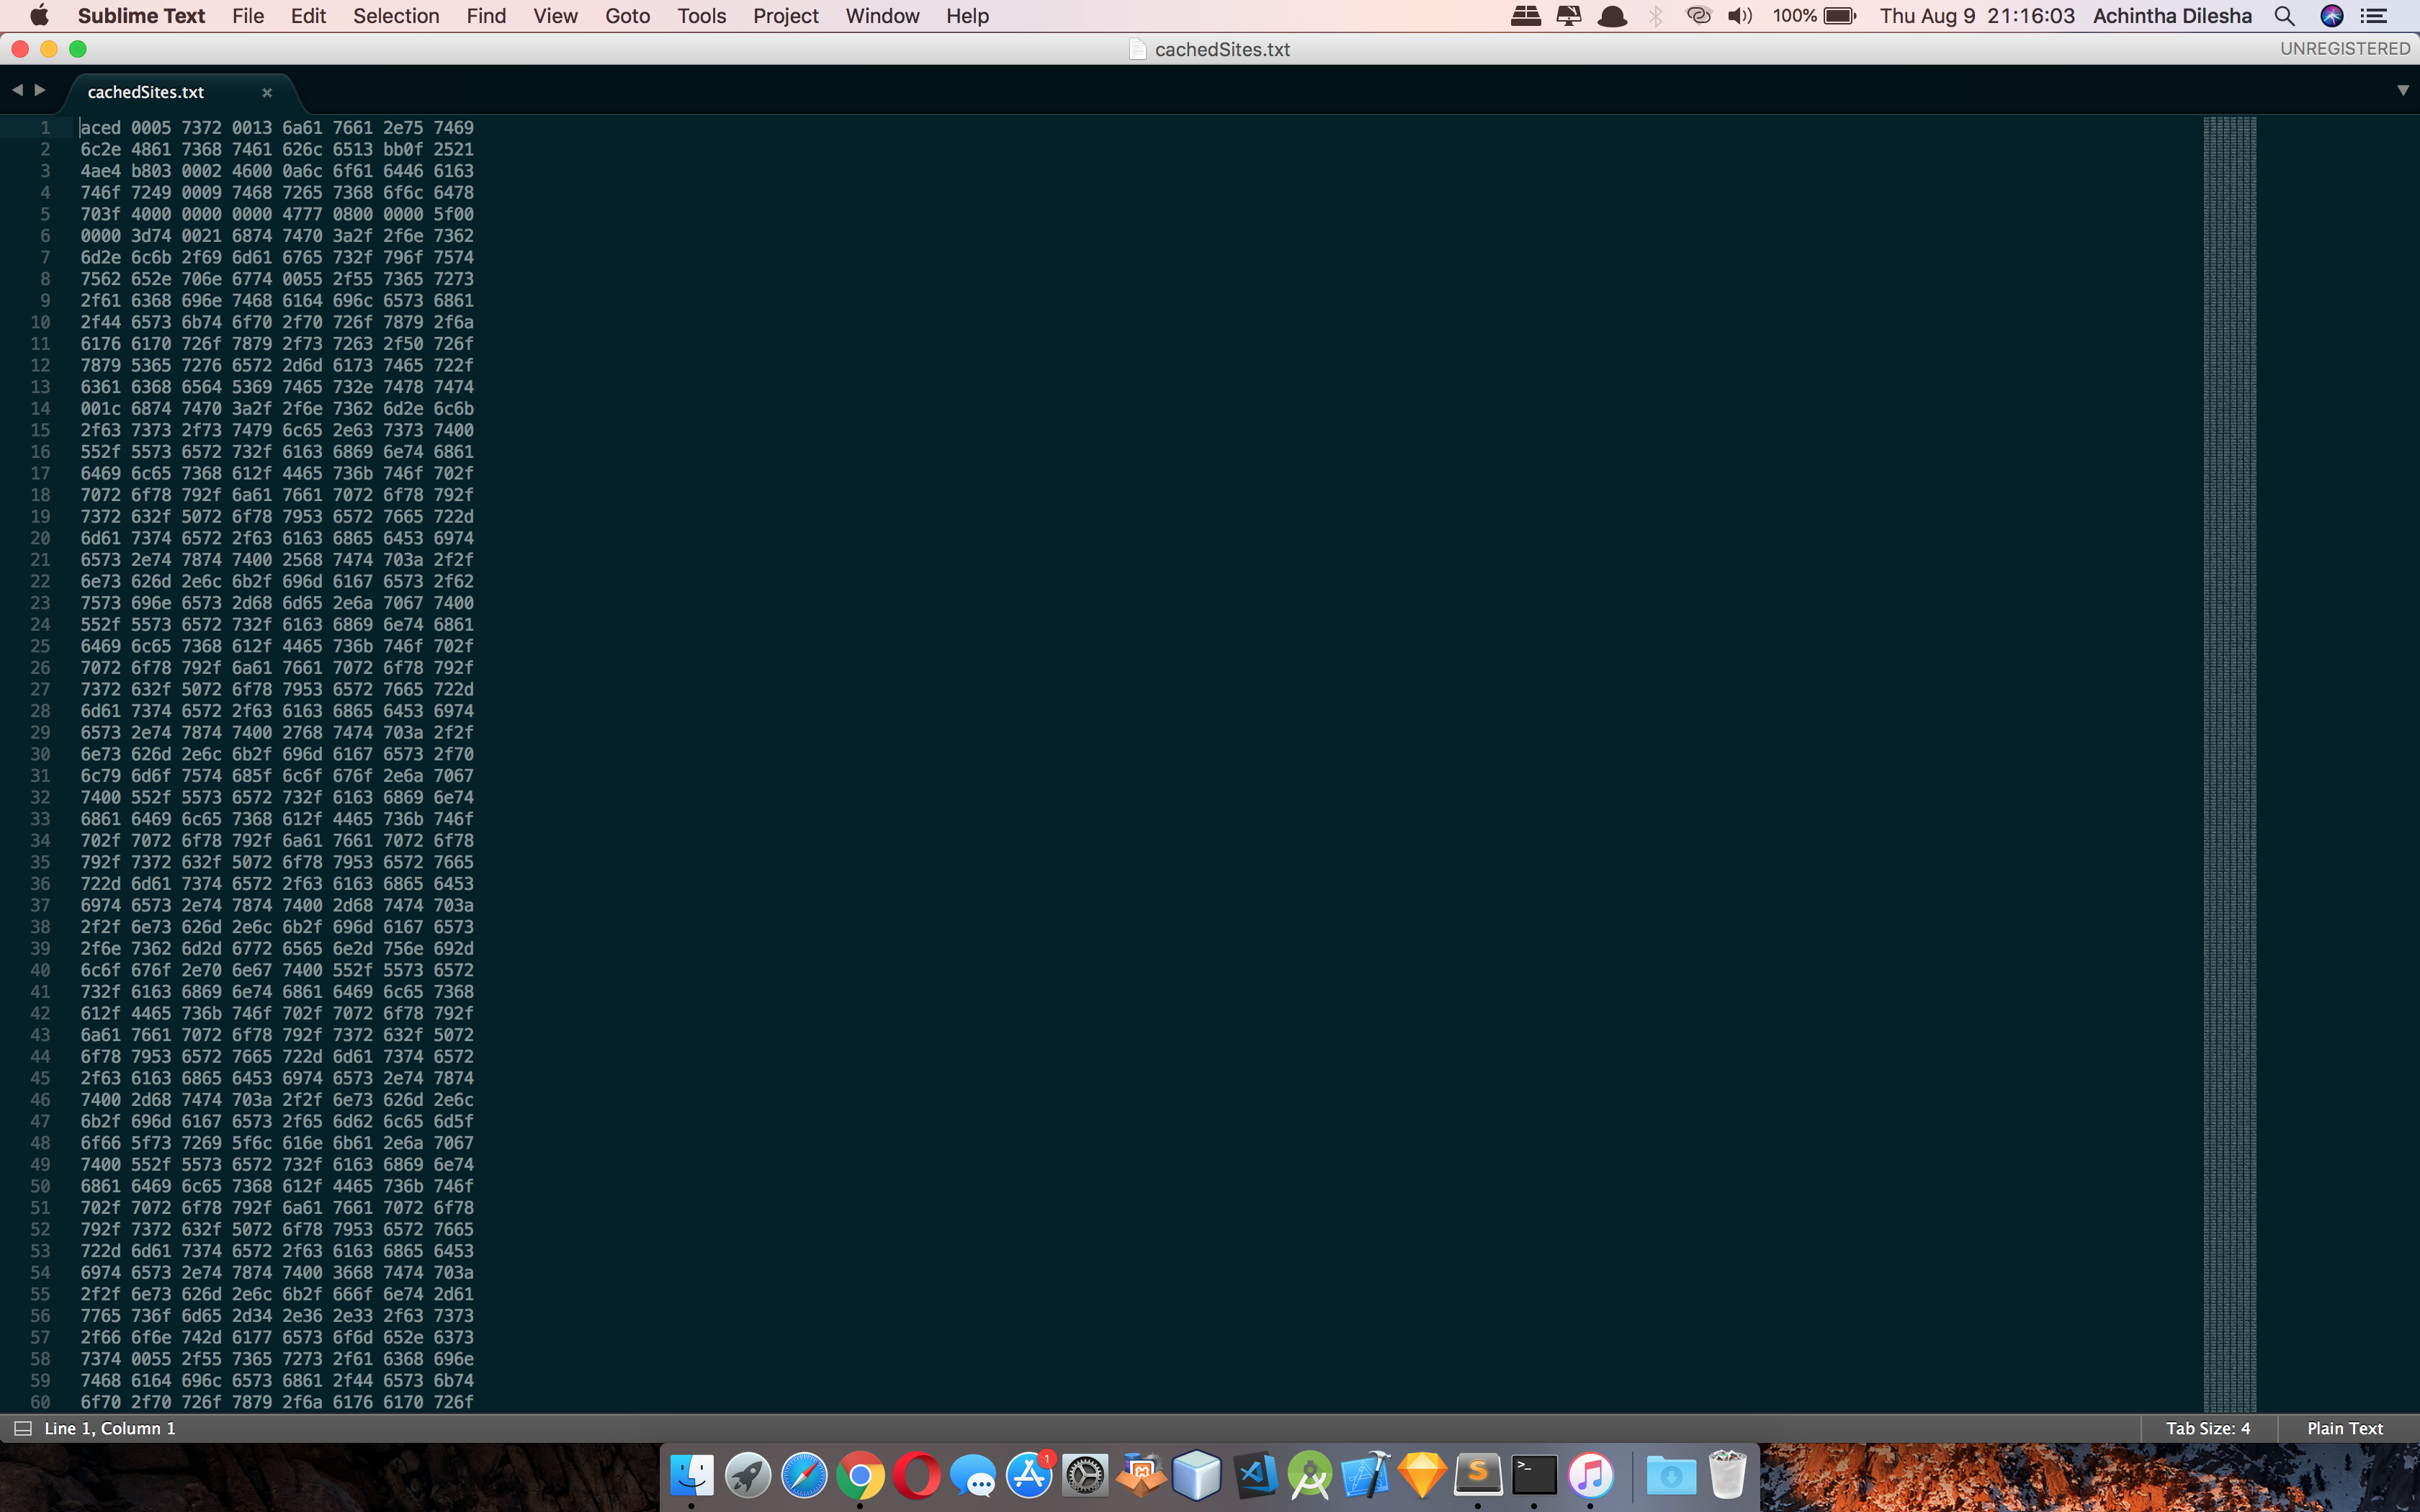 Sublime Text File Edit Selection Find View Goto Tools Project Window Help 100% Thu Aug 9 21:16:03 Achintha Dilesha
cachedSites.txt UNREGISTERED
cachedSites.txt
1 aced 0005 7372 0013 6a61 7661 2e75 7469
2 6c2e 4861 7368 7461 626c 6513 bb0f 2521
3 4ae4 b803 0002 4600 0a6c 6f61 6446 6163
4 746f 7249 0009 7468 7265 7368 6f6c 6478
5 703f 4000 0000 0000 4777 0800 0000 5f00
6 0000 3d74 0021 6874 7470 3a2f 2f6e 7362
7 6d2e 6c6b 2f69 6d61 6765 732f 796f 7574
8 7562 652e 706e 6774 0055 2f55 7365 7273
9 2f61 6368 696e 7468 6164 696c 6573 6861
10 2f44 6573 6b74 6f70 2f70 726f 7879 2f6a
11 6176 6170 726f 7879 2f73 7263 2f50 726f
12 7879 5365 7276 6572 2d6d 6173 7465 722f
13 6361 6368 6564 5369 7465 732e 7478 7474
14 001c 6874 7470 3a2f 2f6e 7362 6d2e 6c6b
15 2f63 7373 2f73 7479 6c65 2e63 7373 7400
16 552f 5573 6572 732f 6163 6869 6e74 6861
17 6469 6c65 7368 612f 4465 736b 746f 702f
18 7072 6f78 792f 6a61 7661 7072 6f78 792f
19 7372 632f 5072 6f78 7953 6572 7665 722d
20 6d61 7374 6572 2f63 6163 6865 6453 6974
21 6573 2e74 7874 7400 2568 7474 703a 2f2f
22 6e73 626d 2e6c 6b2f 696d 6167 6573 2f62
23 7573 696e 6573 2d68 6d65 2e6a 7067 7400
24 552f 5573 6572 732f 6163 6869 6e74 6861
25 6469 6c65 7368 612f 4465 736b 746f 702f
26 7072 6f78 792f 6a61 7661 7072 6f78 792f
27 7372 632f 5072 6f78 7953 6572 7665 722d
28 6d61 7374 6572 2f63 6163 6865 6453 6974
29 6573 2e74 7874 7400 2768 7474 703a 2f2f
30 6e73 626d 2e6c 6b2f 696d 6167 6573 2f70
31 6c79 6d6f 7574 685f 6c6f 676f 2e6a 7067
32 7400 552f 5573 6572 732f 6163 6869 6e74
33 6861 6469 6c65 7368 612f 4465 736b 746f
34 702f 7072 6f78 792f 6a61 7661 7072 6f78
35 792f 7372 632f 5072 6f78 7953 6572 7665
36 722d 6d61 7374 6572 2f63 6163 6865 6453
37 6974 6573 2e74 7874 7400 2d68 7474 703a
38 2f2f 6e73 626d 2e6c 6b2f 696d 6167 6573
39 2f6e 7362 6d2d 6772 6565 6e2d 756e 692d
40 6c6f 676f 2e70 6e67 7400 552f 5573 6572
41 732f 6163 6869 6e74 6861 6469 6c65 7368
42 612f 4465 736b 746f 702f 7072 6f78 792f
43 6a61 7661 7072 6f78 792f 7372 632f 5072
44 6f78 7953 6572 7665 722d 6d61 7374 6572
45 2f63 6163 6865 6453 6974 6573 2e74 7874
46 7400 2d68 7474 703a 2f2f 6e73 626d 2e6c
47 6b2f 696d 6167 6573 2f65 6d62 6c65 6d5f
48 6f66 5f73 7269 5f6c 616e 6b61 2e6a 7067
49 7400 552f 5573 6572 732f 6163 6869 6e74
50 6861 6469 6c65 7368 612f 4465 736b 746f
51 702f 7072 6f78 792f 6a61 7661 7072 6f78
52 792f 7372 632f 5072 6f78 7953 6572 7665
53 722d 6d61 7374 6572 2f63 6163 6865 6453
54 6974 6573 2e74 7874 7400 3668 7474 703a
55 2f2f 6e73 626d 2e6c 6b2f 666f 6e74 2d61
56 7765 736f 6d65 2d34 2e36 2e33 2f63 7373
57 2f66 6f6e 742d 6177 6573 6f6d 652e 6373
58 7374 0055 2f55 7365 7273 2f61 6368 696e
59 7468 6164 696c 6573 6861 2f44 6573 6b74
60 6f70 2f70 726f 7879 2f6a 6176 6170 726f
Line 1, Column 1 Tab Size: 4 Plain Text
1